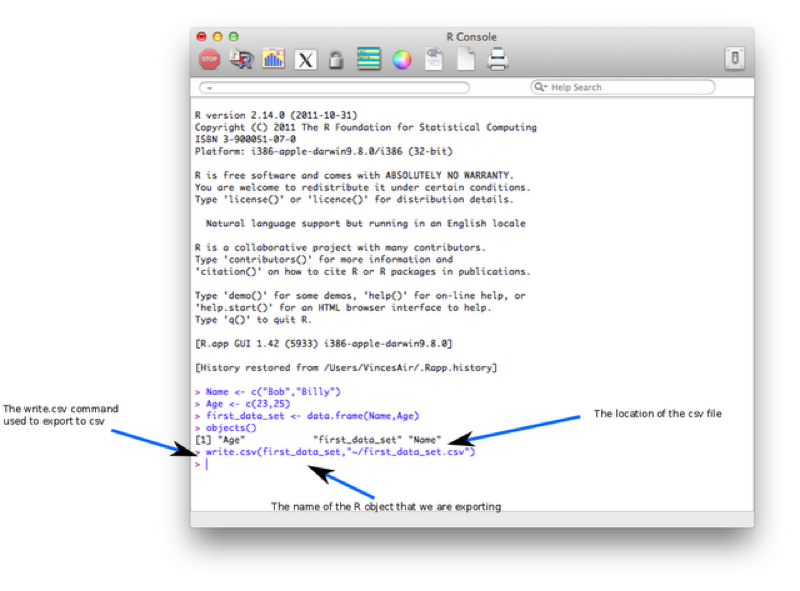 R Console
STOP
Help Search
R version 2.14.0 (2011-10-31)
Copyright (C) 2011 The R Foundation for Statistical Computing
ISBN 3-900051-07-0
Platform: i386-apple-darwin9.8.0/i386 (32-bit)
R is free software and comes with ABSOLUTELY NO WARRANTY.
You are welcome to redistribute it under certain conditions.
Type 'license()' or 'licence()' for distribution details.
Natural language support but running in an English locale
R is a collaborative project with many contributors.
Type 'contributors()' for more information and
'citation()' on how to cite R or R packages in publications.
Type 'demo()' for some demos, 'help()' for on-line help, or
'help.start()' for an HTML browser interface to help.
Type 'q()' to quit R.
[R.app GUI 1.42 (5933) i386-apple-darwin9.8.0]
[History restored from /Users/VincesAir/.Rapp.history]
> Name <- c("Bob","Billy")
> Age <- c(23,25)
> first_data_set <- data.frame(Name,Age)
> objects()
[1] "Age" "first_data_set" "Name"
> write.csv(first_data_set,"~/first_data_set.csv")
>
The write.csv command
used to export to csv
The location of the csv file
The name of the R object that we are exporting